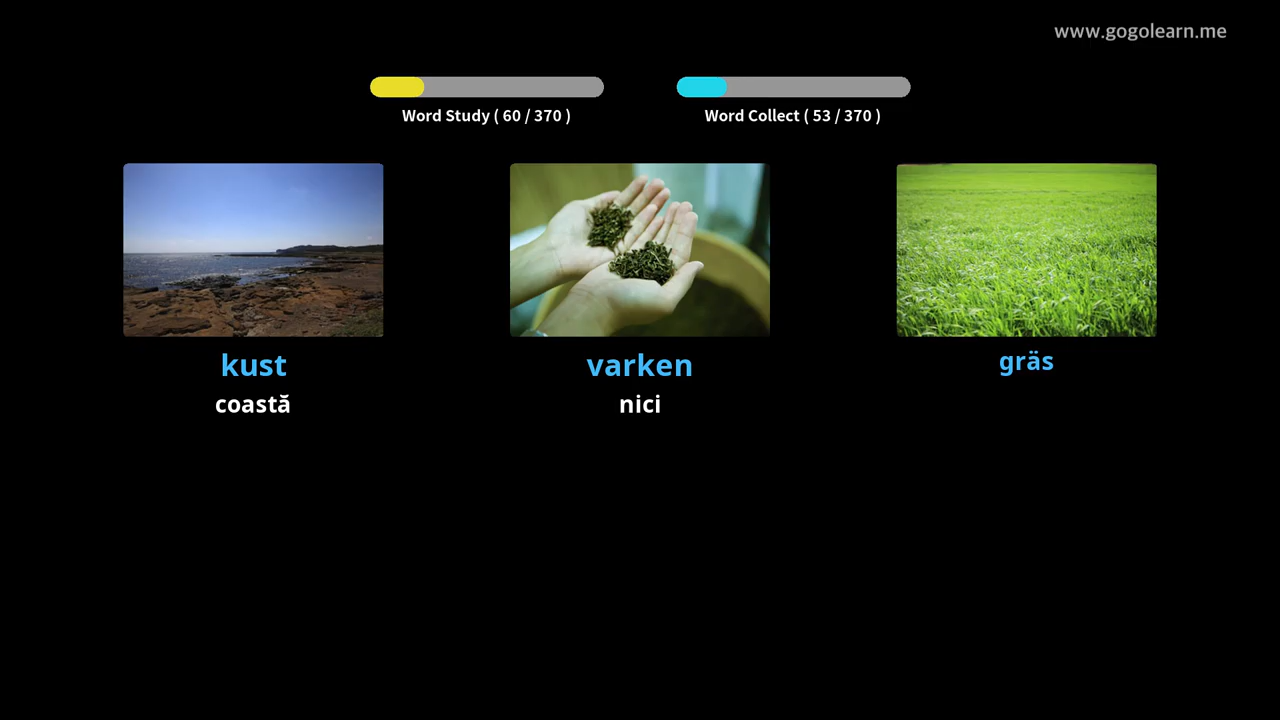 www.gogolearn.me
Word Study ( 60 / 370 )
Word Collect ( 53 / 370 )
kust
coastă
varken
nici
gräs